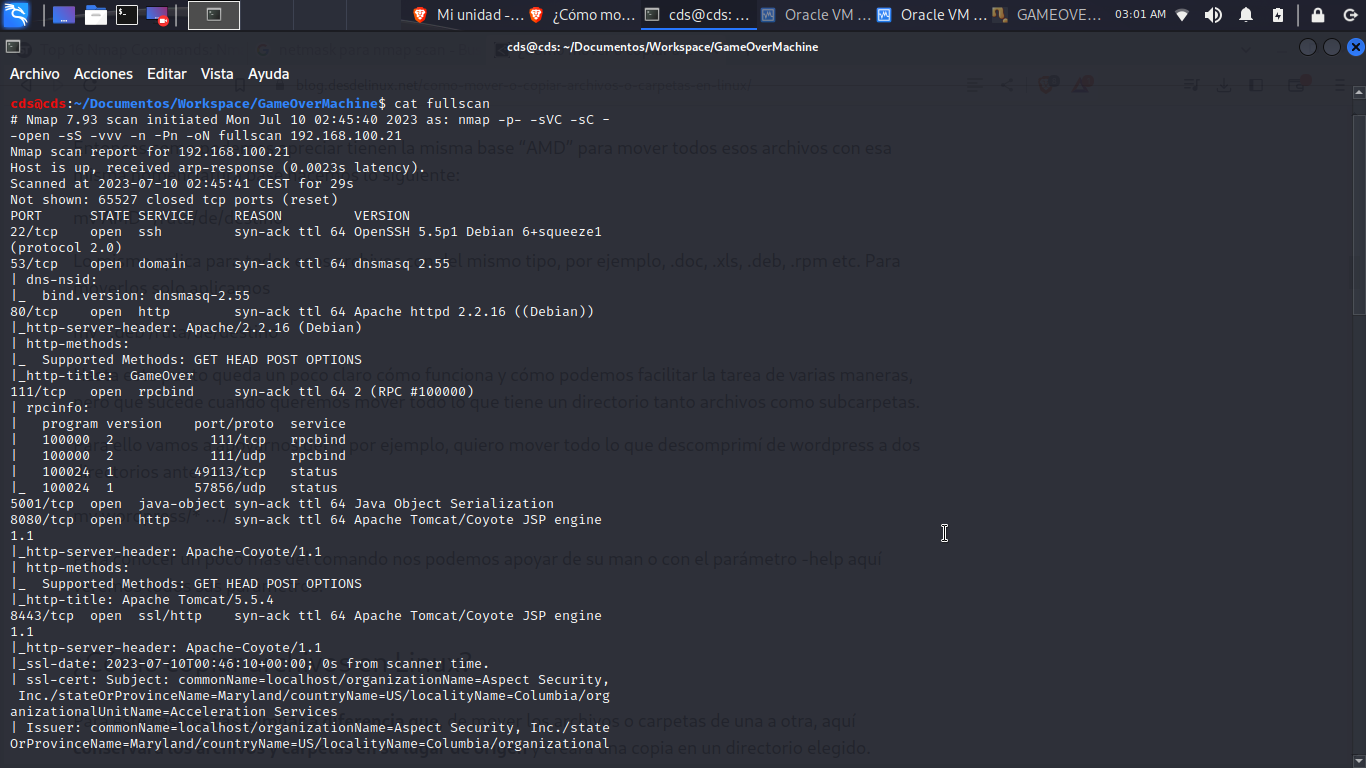 Mi unidad -...
¿Cómo mo...
cds@cds: ...
Oracle VM ...
Oracle VM ...
GAMEOVE...
03:01 AM
cds@cds: ~/Documentos/Workspace/GameOverMachine
Archivo Acciones Editar Vista Ayuda
cds@cds:~/Documentos/Workspace/GameOverMachine$ cat fullscan
# Nmap 7.93 scan initiated Mon Jul 10 02:45:40 2023 as: nmap -p- -sVC -sC -
-open -sS -vvv -n -Pn -oN fullscan 192.168.100.21
Nmap scan report for 192.168.100.21
Host is up, received arp-response (0.0023s latency).
Scanned at 2023-07-10 02:45:41 CEST for 29s
Not shown: 65527 closed tcp ports (reset)
PORT STATE SERVICE REASON VERSION
22/tcp open ssh syn-ack ttl 64 OpenSSH 5.5p1 Debian 6+squeeze1
(protocol 2.0)
53/tcp open domain syn-ack ttl 64 dnsmasq 2.55
| dns-nsid:
|_ bind.version: dnsmasq-2.55
80/tcp open http syn-ack ttl 64 Apache httpd 2.2.16 ((Debian))
|_http-server-header: Apache/2.2.16 (Debian)
| http-methods:
|_ Supported Methods: GET HEAD POST OPTIONS
|_http-title: GameOver
111/tcp open rpcbind syn-ack ttl 64 2 (RPC #100000)
| rpcinfo:
| program version port/proto service
| 100000 2 111/tcp rpcbind
| 100000 2 111/udp rpcbind
| 100024 1 49113/tcp status
|_ 100024 1 57856/udp status
5001/tcp open java-object syn-ack ttl 64 Java Object Serialization
8080/tcp open http syn-ack ttl 64 Apache Tomcat/Coyote JSP engine
1.1
|_http-server-header: Apache-Coyote/1.1
| http-methods:
|_ Supported Methods: GET HEAD POST OPTIONS
|_http-title: Apache Tomcat/5.5.4
8443/tcp open ssl/http syn-ack ttl 64 Apache Tomcat/Coyote JSP engine
1.1
|_http-server-header: Apache-Coyote/1.1
|_ssl-date: 2023-07-10T00:46:10+00:00; 0s from scanner time.
| ssl-cert: Subject: commonName=localhost/organizationName=Aspect Security,
Inc./stateOrProvinceName=Maryland/countryName=US/localityName=Columbia/org
anizationalUnitName=Acceleration Services
| Issuer: commonName=localhost/organizationName=Aspect Security, Inc./state
OrProvinceName=Maryland/countryName=US/localityName=Columbia/organizational